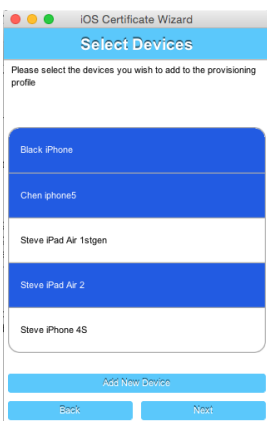 iOS Certificate Wizard
Select Devices
Please select the devices you wish to add to the provisioning
profile
Black iPhone
Chen iphone5
Steve iPad Air 1stgen
Steve iPad Air 2
Steve iPhone 4S
Add New Device
Back
Next